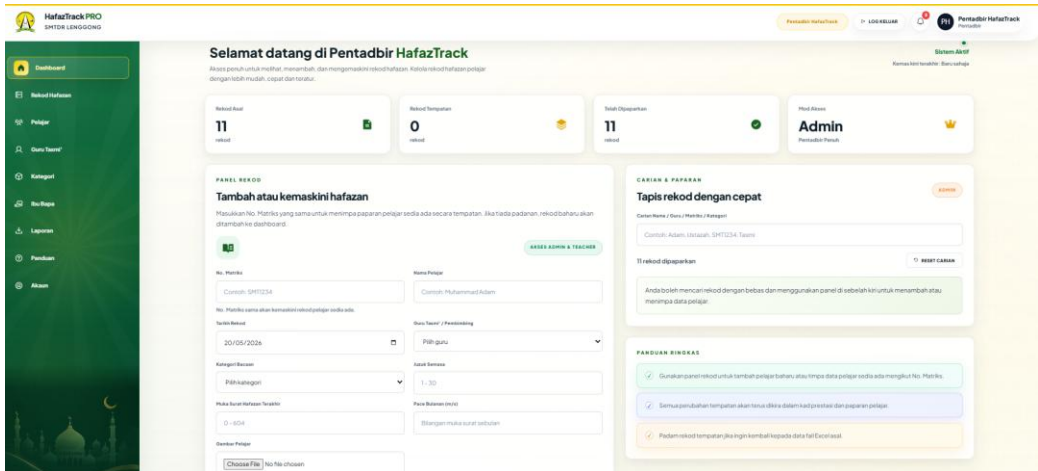 HafazTrack PRO
SMTDR LENGGONG
Pentadbir HafazTrack
LOG KELUAR
PH
Pentadbir HafazTrack
Pentadbir
Dashboard
Rekod Hafazan
Pelajar
Guru Tasmi'
Kategori
Ibu Bapa
Laporan
Panduan
Akaun
Selamat datang di Pentadbir HafazTrack
Akses penuh untuk melihat, menambah, dan mengemaskini rekod hafazan. Kelola rekod hafazan pelajar
dengan lebih mudah, cepat dan teratur.
Sistem Aktif
Kemas kini terakhir: Baru sahaja
Rekod Asal
11
rekod
Rekod Tempatan
0
rekod
Telah Dipaparkan
11
rekod
Mod Akses
Admin
Pentadbir Penuh
PANEL REKOD
Tambah atau kemaskini hafazan
Masukkan No. Matriks yang sama untuk menimpa paparan pelajar sedia ada secara tempatan. Jika tiada padanan, rekod baharu akan
ditambah ke dashboard.
AKSES ADMIN & TEACHER
No. Matriks
Contoh: SMT1234
No. Matriks sama akan kemaskini rekod pelajar sedia ada.
Nama Pelajar
Contoh: Muhammad Adam
Tarikh Rekod
20/05/2026
Guru Tasmi' / Pembimbing
Pilih guru
Kategori Bacaan
Pilih kategori
Juzuk Semasa
1 - 30
Muka Surat Hafazan Terakhir
0 - 604
Pace Bulanan (m/s)
Bilangan muka surat sebulan
Gambar Pelajar
Choose File No file chosen
CARIAN & PAPARAN
Tapis rekod dengan cepat
ADMIN
Carian Nama / Guru / Matriks / Kategori
Contoh: Adam, Ustazah, SMT1234, Tasmi
11 rekod dipaparkan
RESET CARIAN
Anda boleh mencari rekod dengan bebas dan menggunakan panel di sebelah kiri untuk menambah atau
menimpa data pelajar.
PANDUAN RINGKAS
Gunakan panel rekod untuk tambah pelajar baharu atau timpa data pelajar sedia ada mengikut No. Matriks.
Semua perubahan tempatan akan terus dikira dalam kad prestasi dan paparan pelajar.
Padam rekod tempatan jika ingin kembali kepada data fail Excel asal.